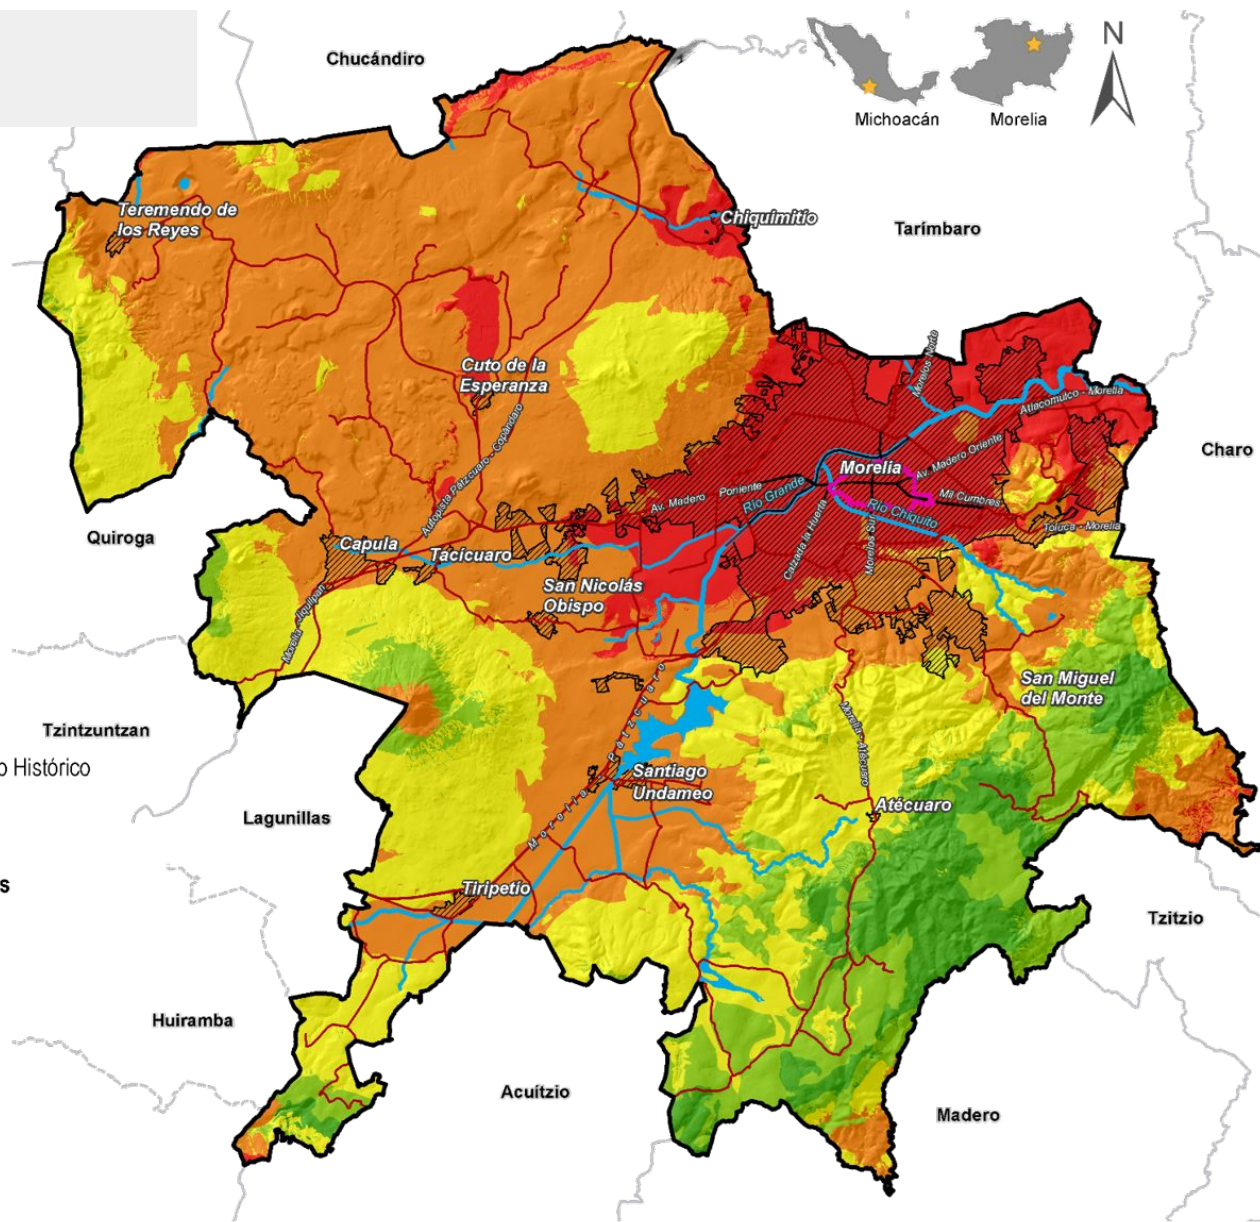 Chucándiro
N
Michoacán
Morelia
Teremendo de
los Reyes
Chiquimitío
Tarímbaro
Morelos Norte
Cuto de la
Esperanza
Atlacomulco - Morelia
Autopista Pátzcuaro - Copándaro
Charo
Morelia
Av. Madero Oriente
Av. Madero Poniente
Río Grande
Mil Cumbres
Río Chiquito
Toluca - Morelia
Calzada la Huerta
Morelos Sur
Quiroga
Capula
Tacícuaro
San Nicolás
Obispo
Morelia - Jiquilpan
San Miguel
del Monte
Tzintzuntzan
o Histórico
Morelia - Pátzcuaro
Morelia - Atécuaro
Santiago
Undameo
Atécuaro
Lagunillas
s
Tiripetío
Tzitzio
Huiramba
Acuítzio
Madero